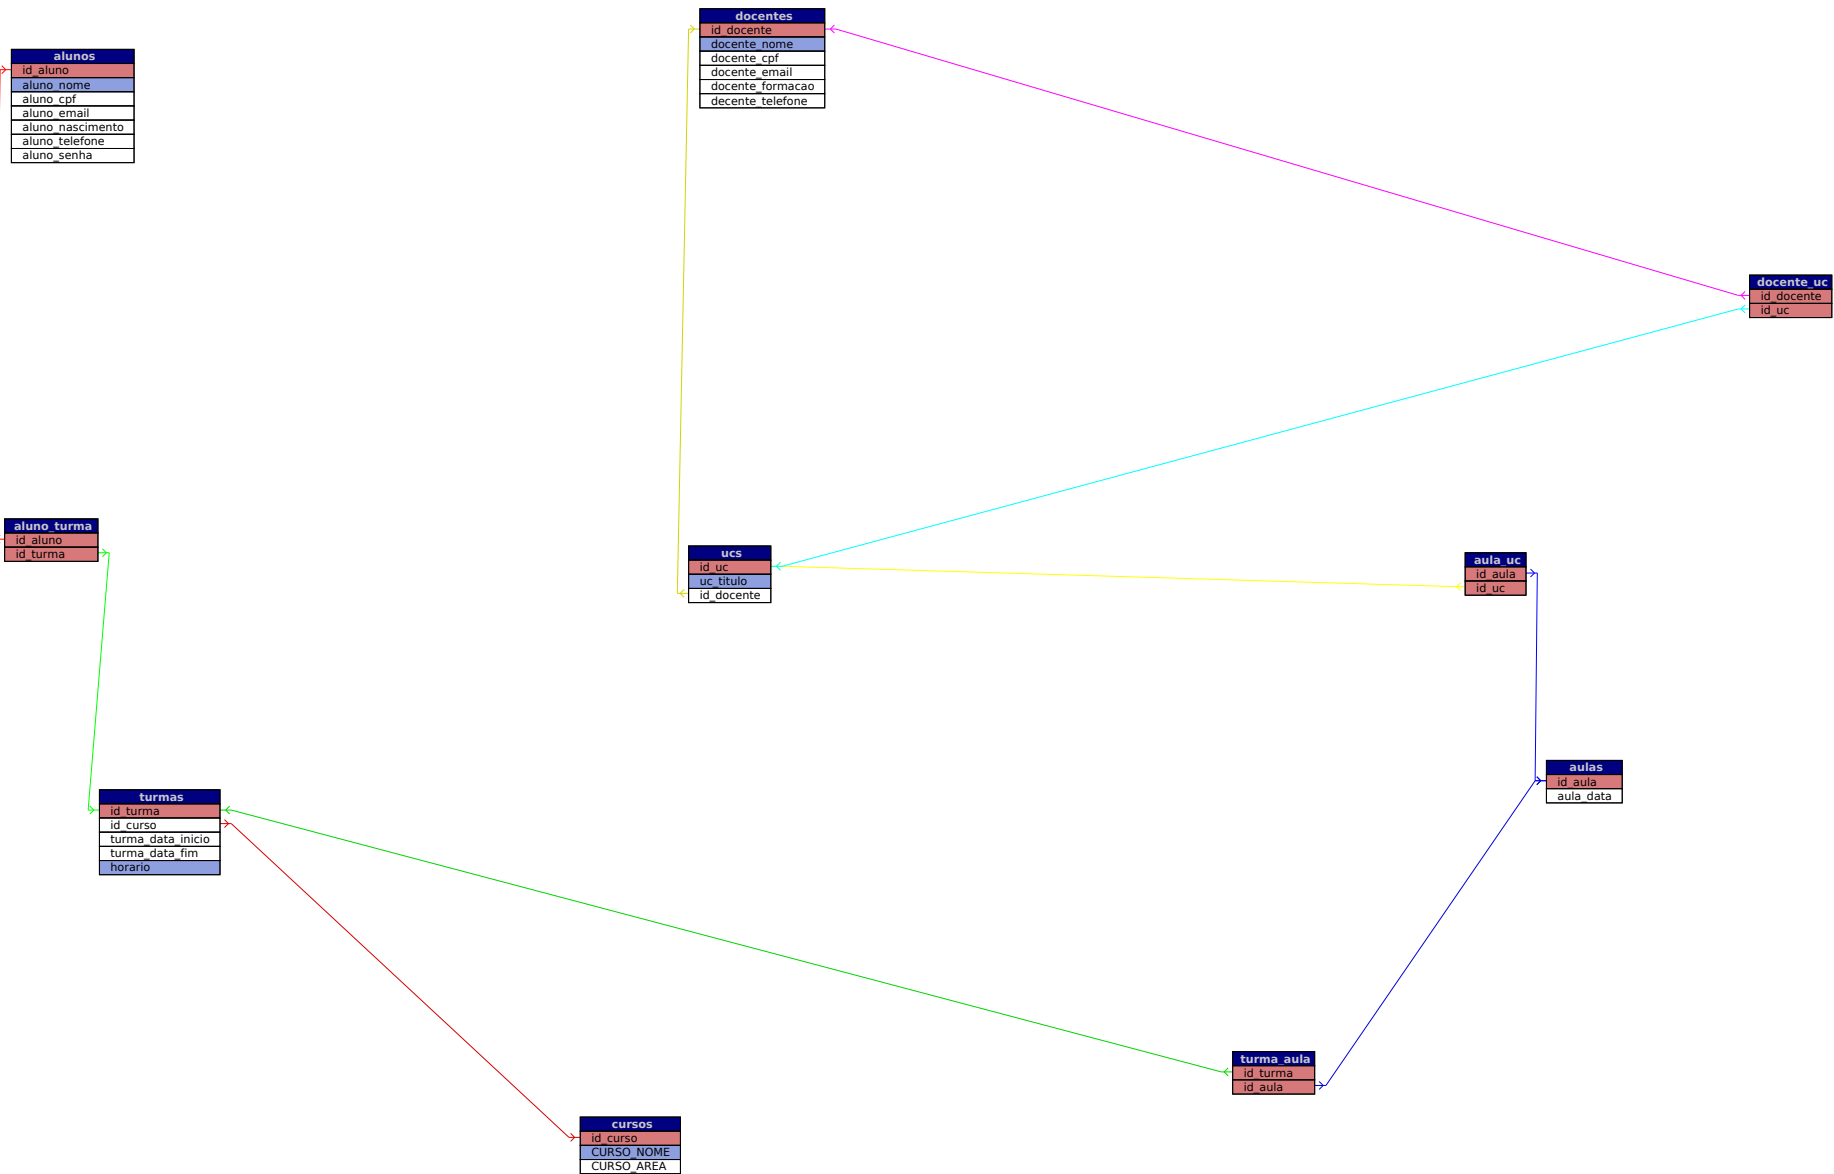 docentes
id_docente
docente_nome
docente_cpf
docente_email
docente_formacao
decente_telefone
alunos
id_aluno
aluno_nome
aluno_cpf
aluno_email
aluno_nascimento
aluno_telefone
aluno_senha
docente_uc
id_docente
id_uc
aluno_turma
id_aluno
id_turma
ucs
id_uc
uc_titulo
id_docente
aula_uc
id_aula
id_uc
aulas
id_aula
aula_data
turmas
id_turma
id_curso
turma_data_inicio
turma_data_fim
horario
turma_aula
id_turma
id_aula
cursos
id_curso
CURSO_NOME
CURSO_AREA